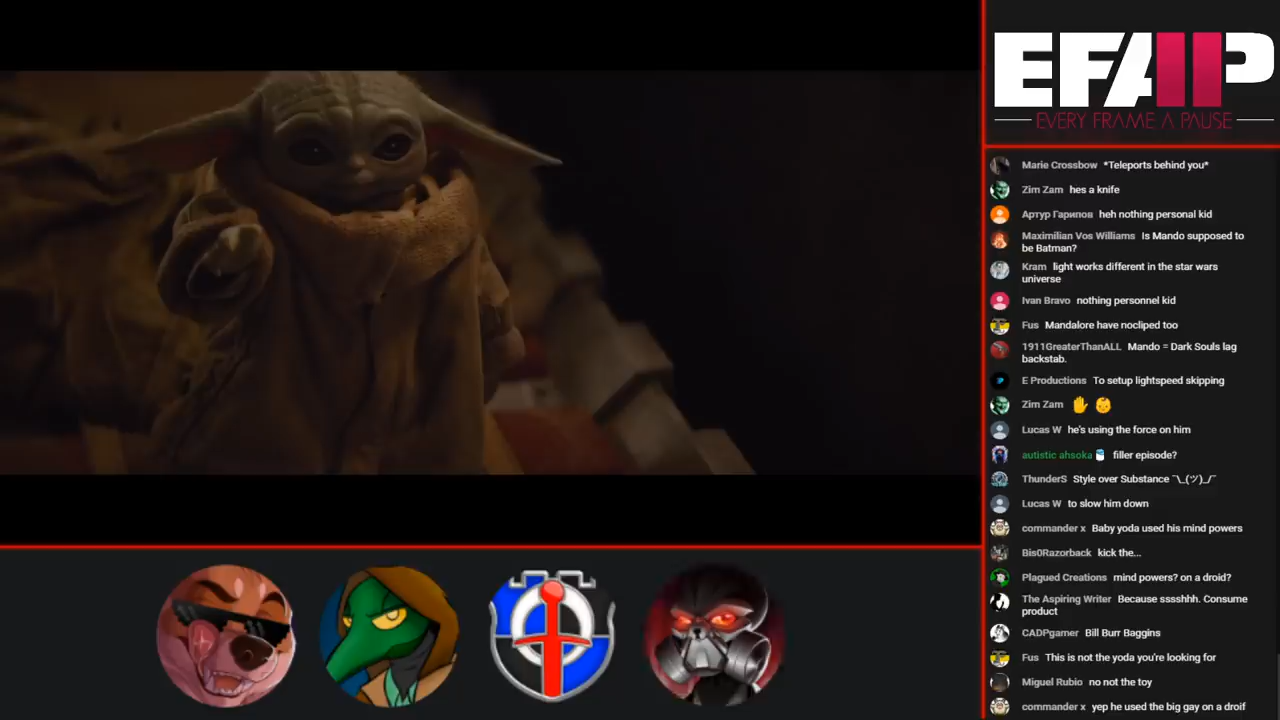 EFAP
EVERY FRAME A PAUSE
Marie Crossbow *Teleports behind you*
Zim Zam hes a knife
Артур Гарипов heh nothing personal kid
Maximilian Vos Williams Is Mando supposed to
be Batman?
Kram light works different in the star wars
universe
Ivan Bravo nothing personnel kid
Fus Mandalore have nocliped too
1911GreaterThanALL Mando = Dark Souls lag
backstab.
E Productions To setup lightspeed skipping
Zim Zam ✋ 👶
Lucas W he's using the force on him
autistic ahsoka 🥛 filler episode?
ThunderS Style over Substance ¯\_(ツ)_/¯
Lucas W to slow him down
commander x Baby yoda used his mind powers
Bis0Razorback kick the...
Plagued Creations mind powers? on a droid?
The Aspiring Writer Because sssshhh. Consume
product
CADPgamer Bill Burr Baggins
Fus This is not the yoda you're looking for
Miguel Rubio no not the toy
commander x yep he used the big gay on a droif